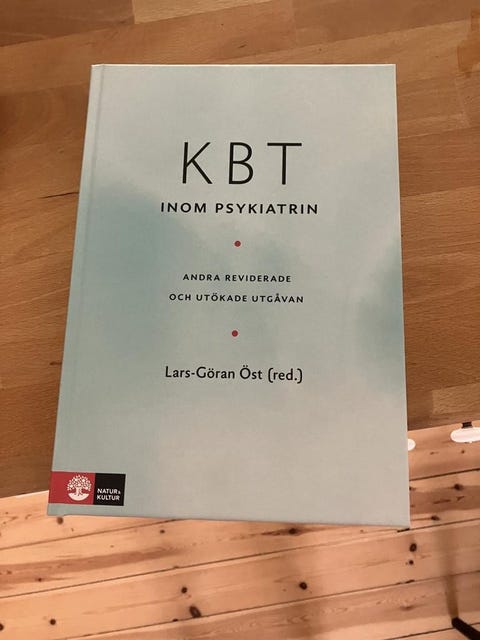 KBT
INOM PSYKIATRIN
ANDRA REVIDERADE
OCH UTÖKADE UTGÅVAN
Lars-Göran Öst (red.)
NATUR &
KULTUR